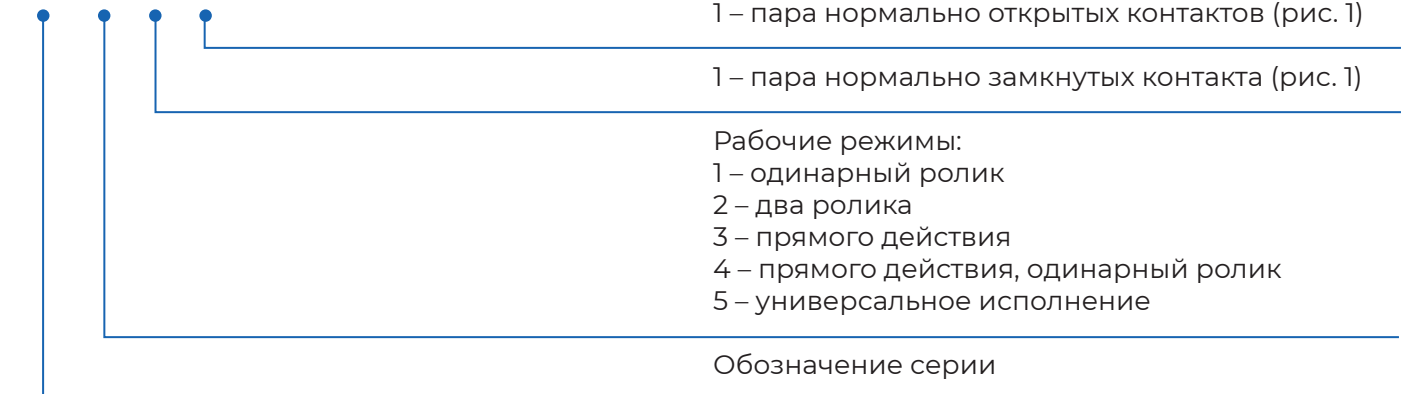 1 – пара нормально открытых контактов (рис. 1)
1 – пара нормально замкнутых контакта (рис. 1)
Рабочие режимы:
1 – одинарный ролик
2 – два ролика
3 – прямого действия
4 – прямого действия, одинарный ролик
5 – универсальное исполнение
Обозначение серии